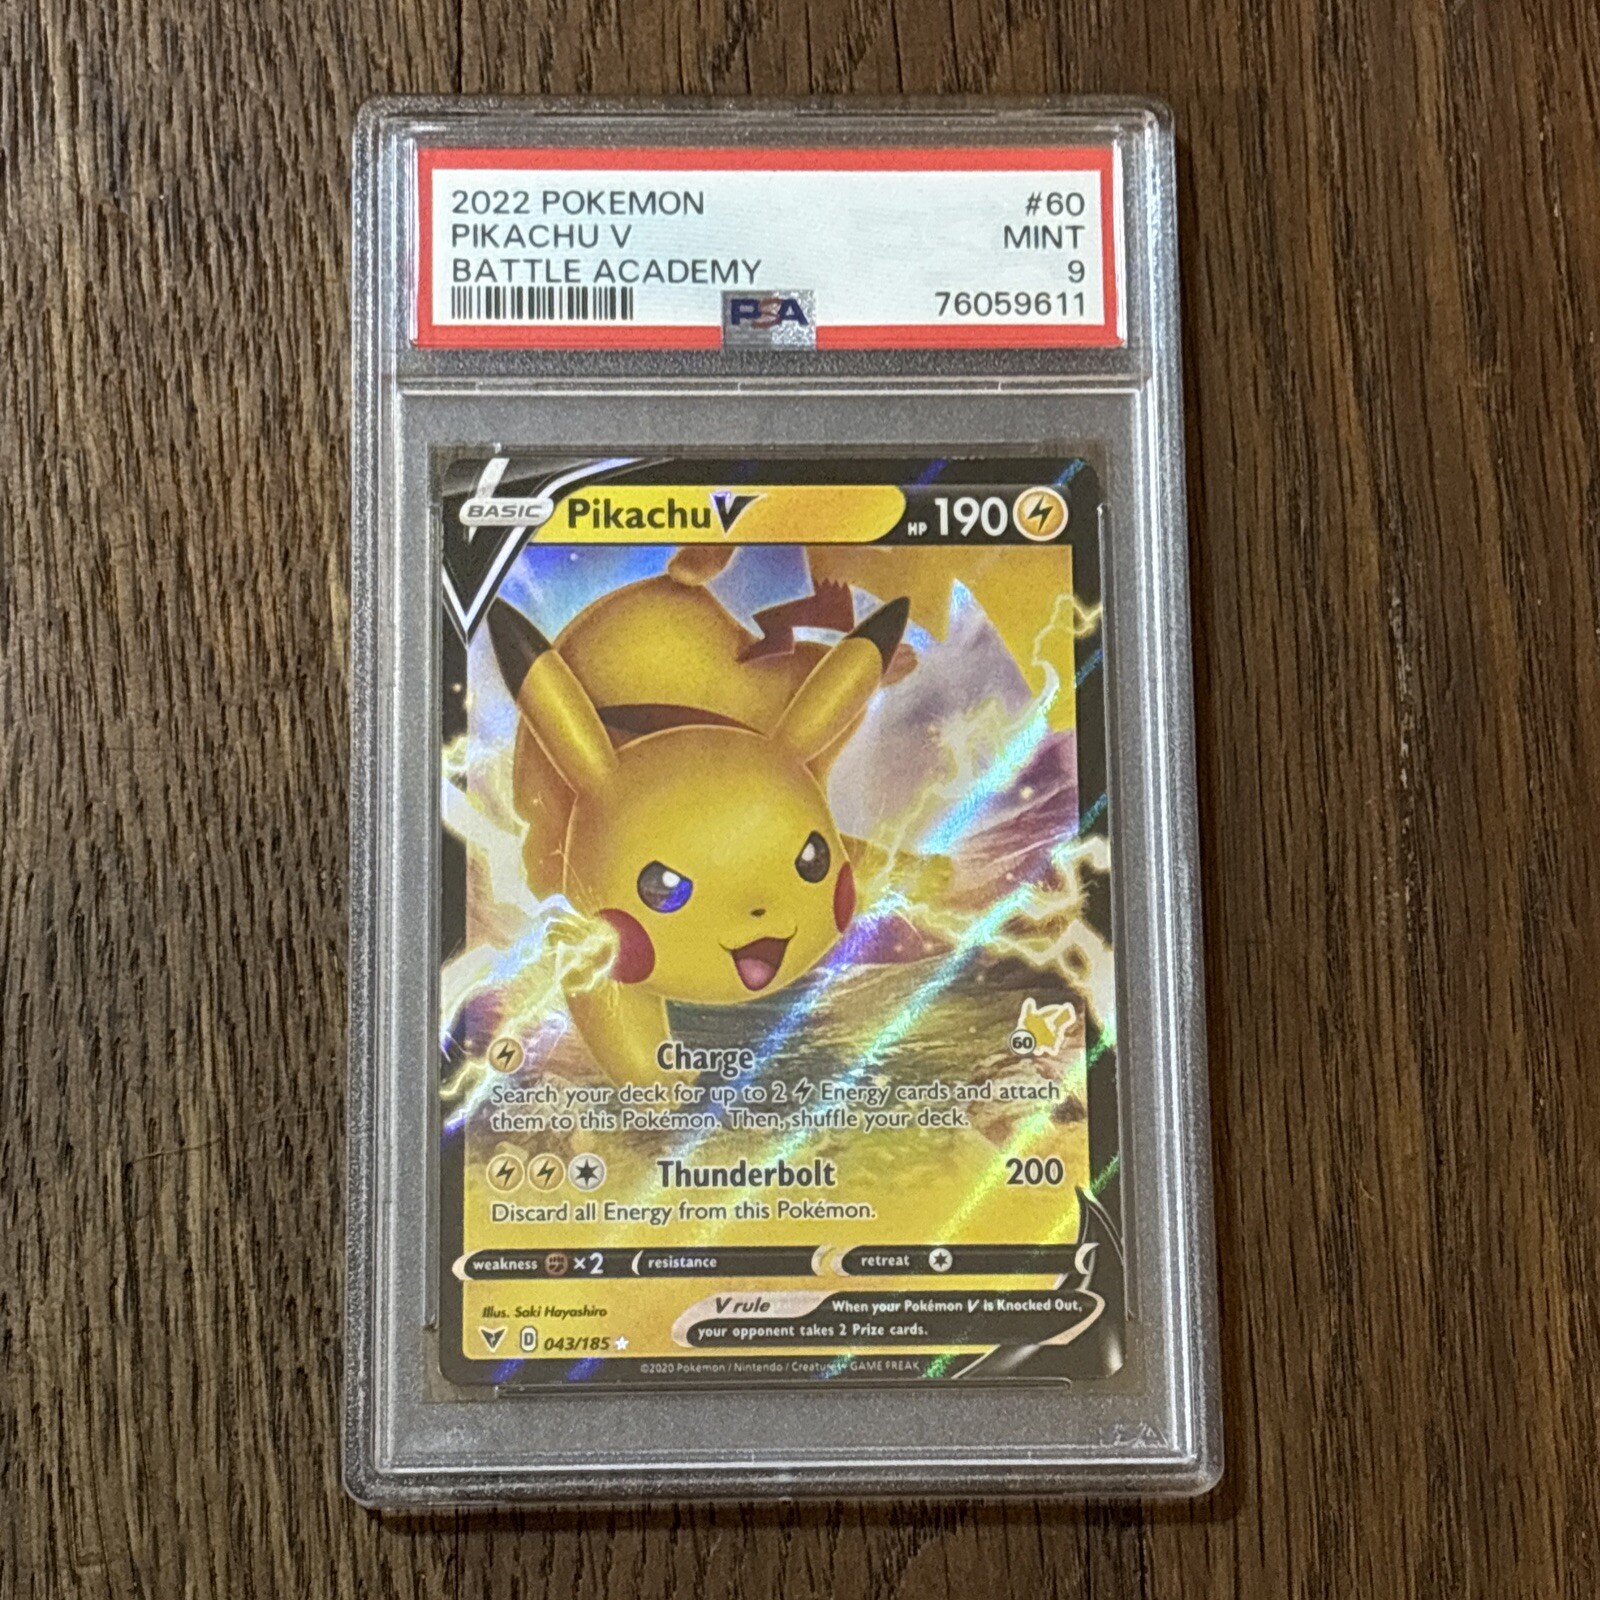 2022 POKEMON #60
PIKACHU V MINT
BATTLE ACADEMY 9
PSA 76059611
BASIC Pikachu V HP 190
60
Charge
Search your deck for up to 2 Energy cards and attach
them to this Pokémon. Then, shuffle your deck.
Thunderbolt 200
Discard all Energy from this Pokémon.
weakness ×2 resistance retreat
Illus. Saki Hayashiro
V rule When your Pokémon V is Knocked Out,
your opponent takes 2 Prize cards.
D 043/185
©2020 Pokémon / Nintendo / Creatures / GAME FREAK